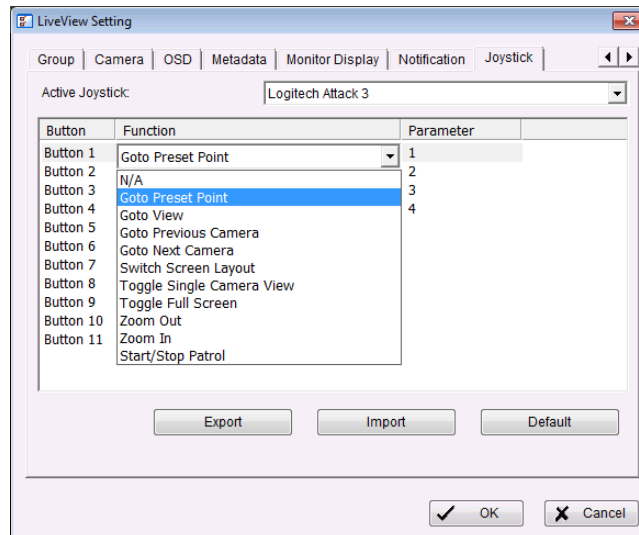 LiveView Setting
Group Camera OSD Metadata Monitor Display Notification Joystick
Active Joystick: Logitech Attack 3
Button Function Parameter
Button 1 Goto Preset Point 1
Button 2 2
N/A
Button 3 Goto Preset Point 3
Button 4 Goto View 4
Button 5 Goto Previous Camera
Button 6 Goto Next Camera
Button 7 Switch Screen Layout
Button 8 Toggle Single Camera View
Button 9 Toggle Full Screen
Button 10 Zoom Out
Button 11 Zoom In
Start/Stop Patrol
Export Import Default
OK Cancel